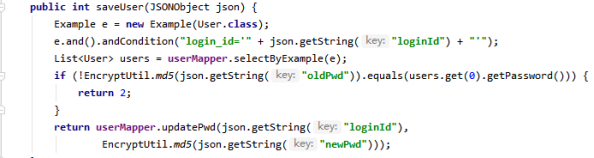 public int saveUser(JSONObject json) {
Example e = new Example(User.class);
e.and().andCondition("login_id='" + json.getString( key: "loginId") + "'");
List<User> users = userMapper.selectByExample(e);
if (!EncryptUtil.md5(json.getString( key: "oldPwd")).equals(users.get(0).getPassword())) {
return 2;
}
return userMapper.updatePwd(json.getString( key: "loginId"),
EncryptUtil.md5(json.getString( key: "newPwd")));